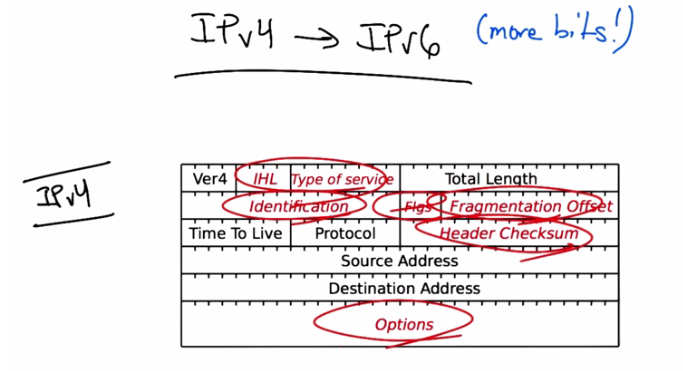 IPv4 → IPv6 (more bits!)
IPv4
Ver4 IHL Type of service Total Length
Identification Flgs Fragmentation Offset
Time To Live Protocol Header Checksum
Source Address
Destination Address
Options